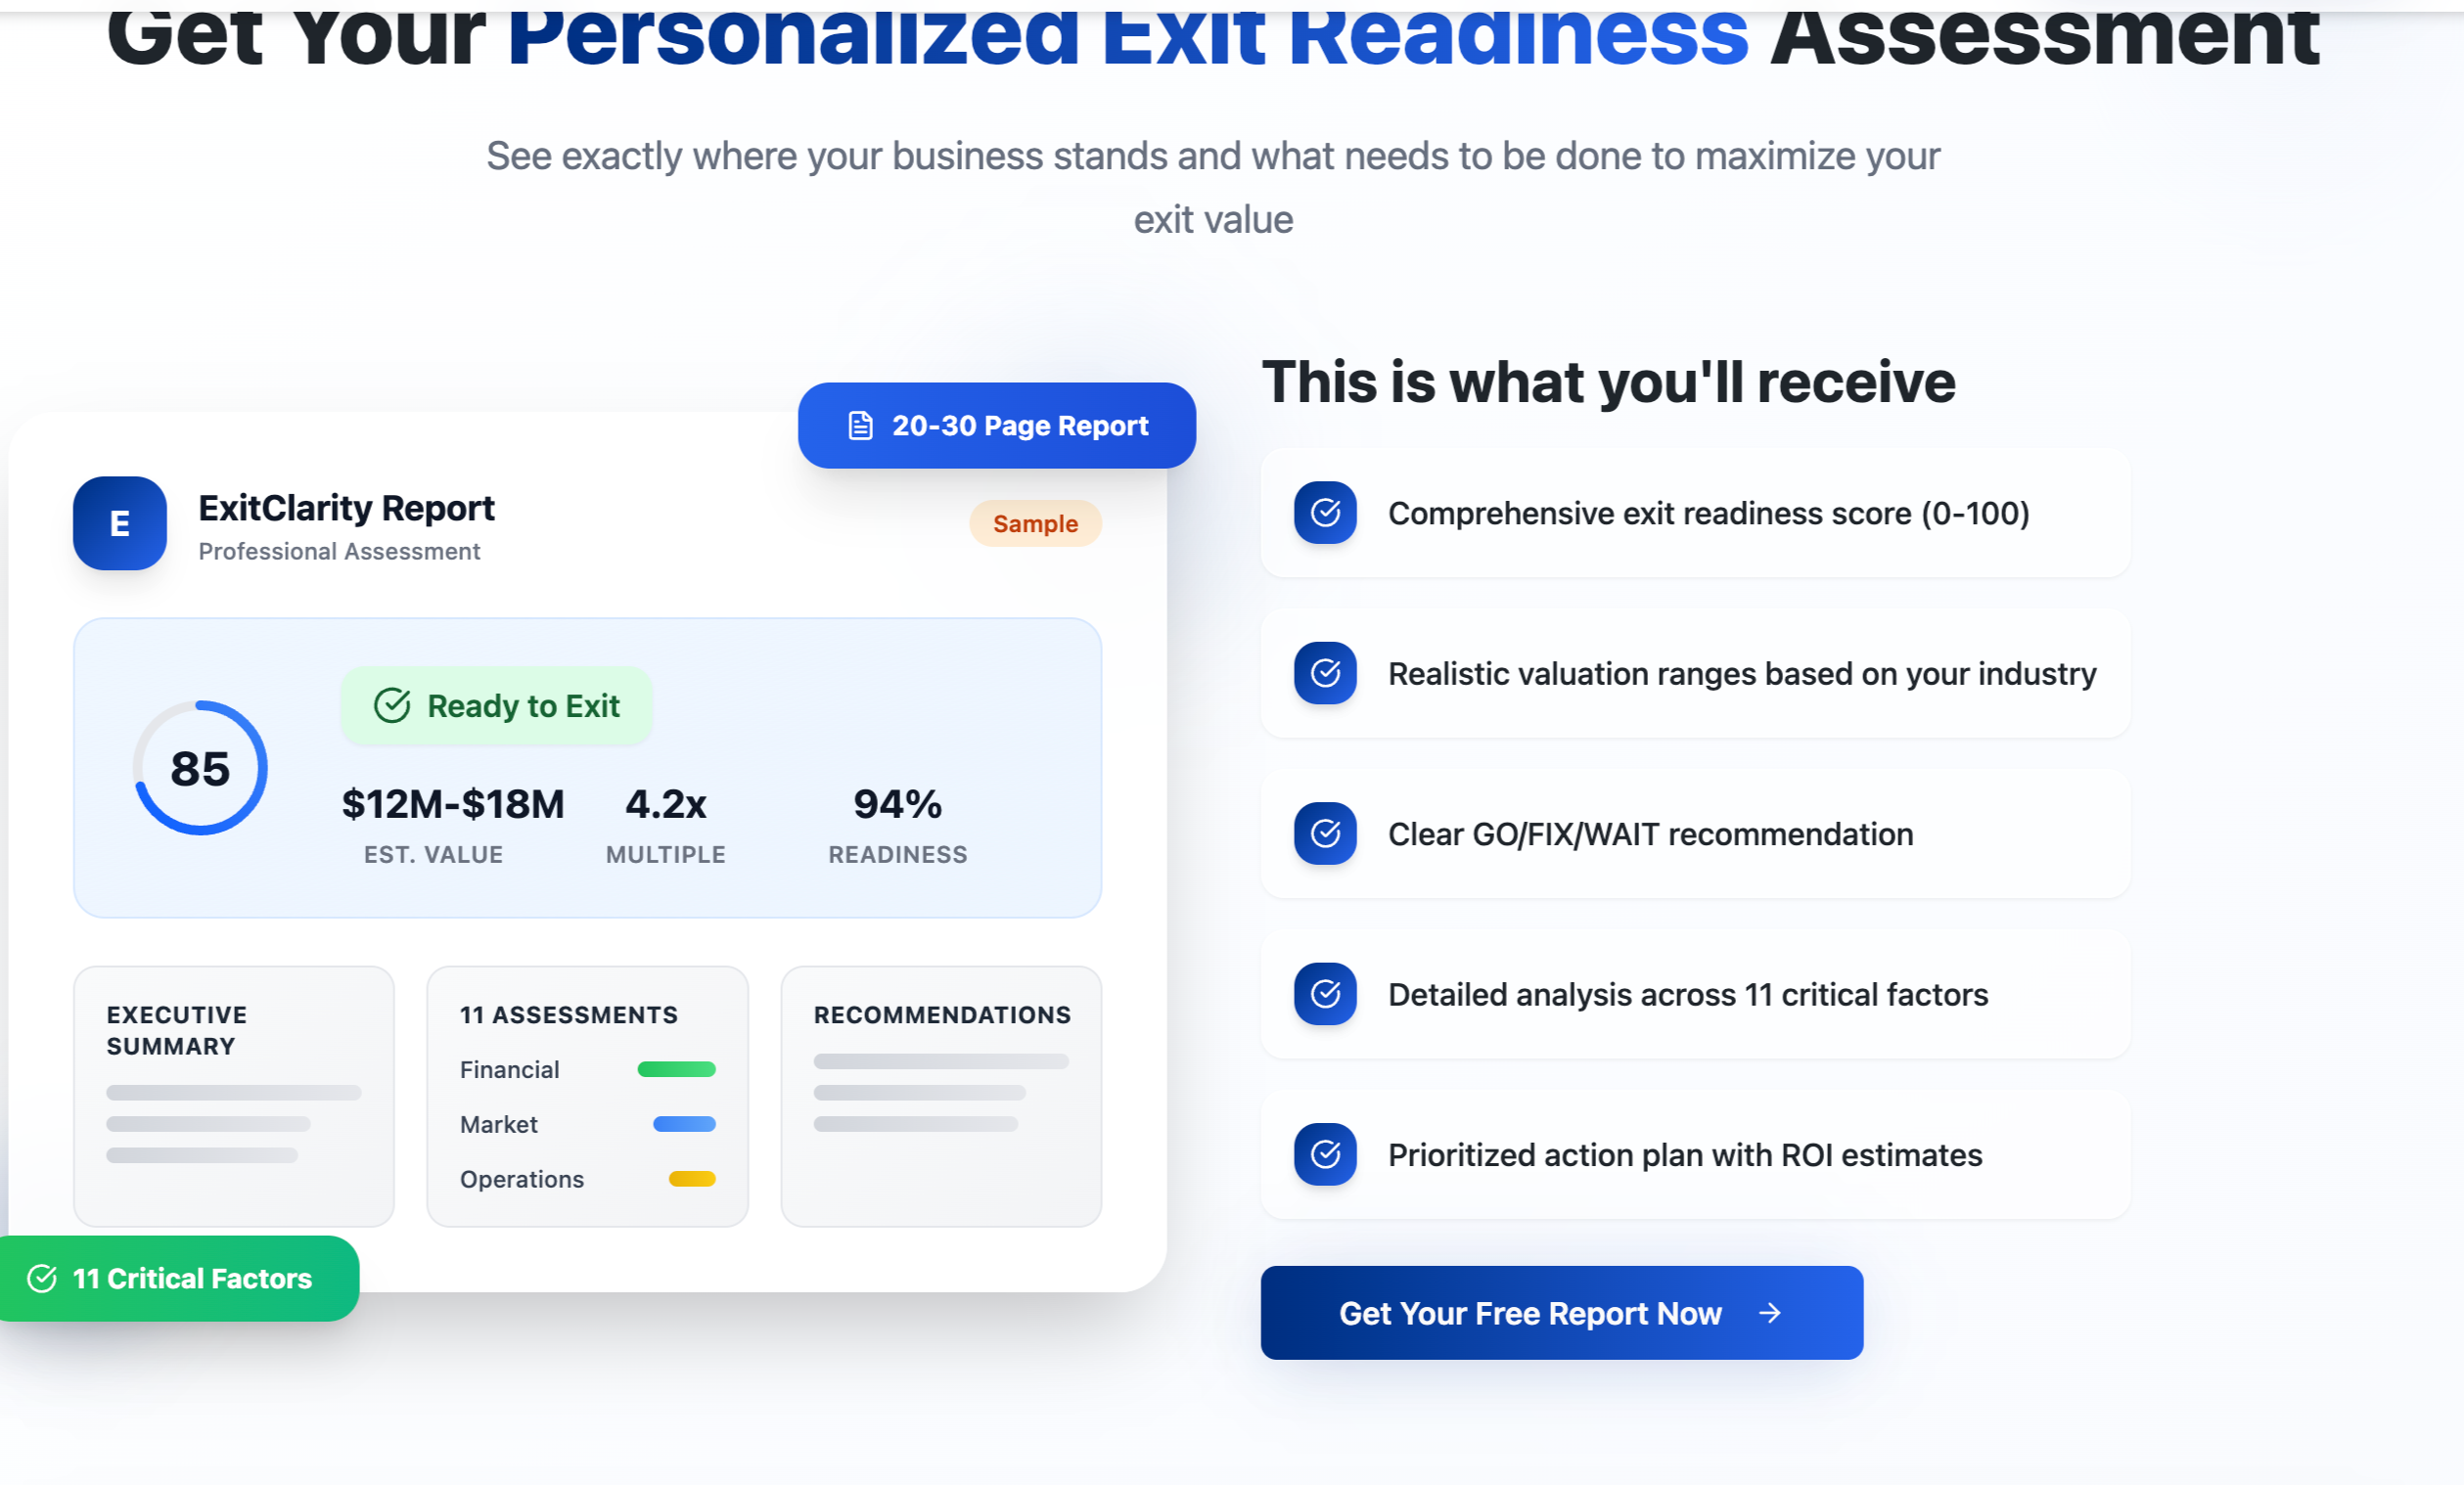 Get Your Personalized Exit Readiness Assessment
See exactly where your business stands and what needs to be done to maximize your
exit value
20-30 Page Report
E
ExitClarity Report
Professional Assessment
Sample
85
Ready to Exit
$12M-$18M
EST. VALUE
4.2x
MULTIPLE
94%
READINESS
EXECUTIVE
SUMMARY
11 ASSESSMENTS
Financial
Market
Operations
RECOMMENDATIONS
11 Critical Factors
This is what you'll receive
Comprehensive exit readiness score (0-100)
Realistic valuation ranges based on your industry
Clear GO/FIX/WAIT recommendation
Detailed analysis across 11 critical factors
Prioritized action plan with ROI estimates
Get Your Free Report Now